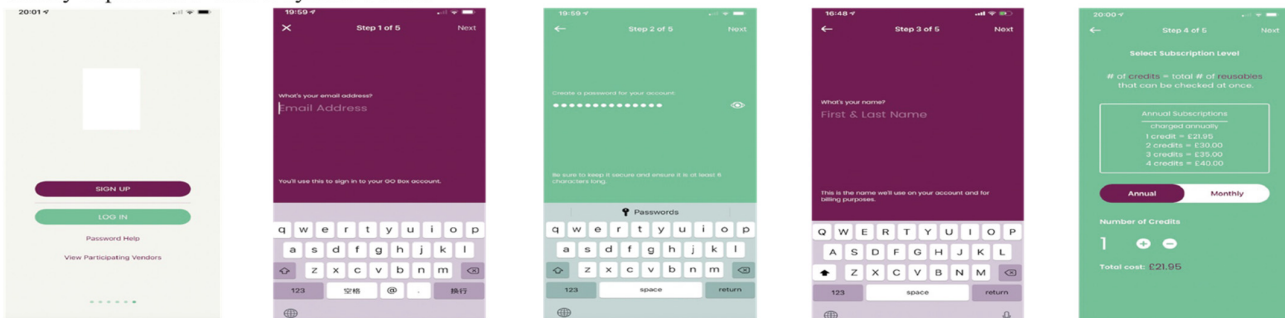 20:01
SIGN UP
LOG IN
Password Help
View Participating Vendors
19:59
Step 1 of 5
Next
What's your email address?
Email Address
You'll use this to sign in to your GO Box account.
q w e r t y u i o p
a s d f g h j k l
z x c v b n m
123 空格 @ . 换行
19:59
Step 2 of 5
Next
Create a password for your account.
Be sure to keep it secure and ensure it is at least 8
characters long.
Passwords
q w e r t y u i o p
a s d f g h j k l
z x c v b n m
123 space return
16:48
Step 3 of 5
Next
What's your name?
First & Last Name
This is the name we'll use on your account and for
billing purposes.
Q W E R T Y U I O P
A S D F G H J K L
Z X C V B N M
123 space return
20:00
Step 4 of 5
Next
Select Subscription Level
# of credits = total # of reusables
that can be checked at once.
Annual Subscriptions
charged annually
1 credit = £21.95
2 credits = £30.00
3 credits = £35.00
4 credits = £40.00
Annual
Monthly
Number of Credits
1 + −
Total cost: £21.95